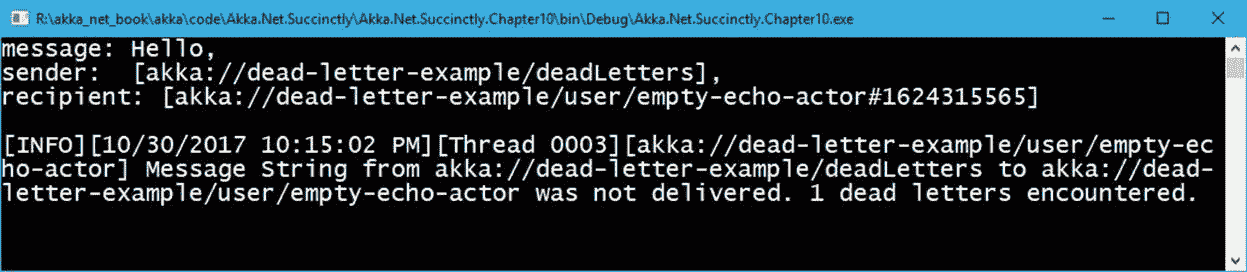 R:\akka_net_book\akka\code\Akka.Net.Succinctly\Akka.Net.Succinctly.Chapter10\bin\Debug\Akka.Net.Succinctly.Chapter10.exe
message: Hello,
sender:  [akka://dead-letter-example/deadLetters],
recipient: [akka://dead-letter-example/user/empty-echo-actor#1624315565]
[INFO][10/30/2017 10:15:02 PM][Thread 0003][akka://dead-letter-example/user/empty-ec
ho-actor] Message String from akka://dead-letter-example/deadLetters to akka://dead-
letter-example/user/empty-echo-actor was not delivered. 1 dead letters encountered.